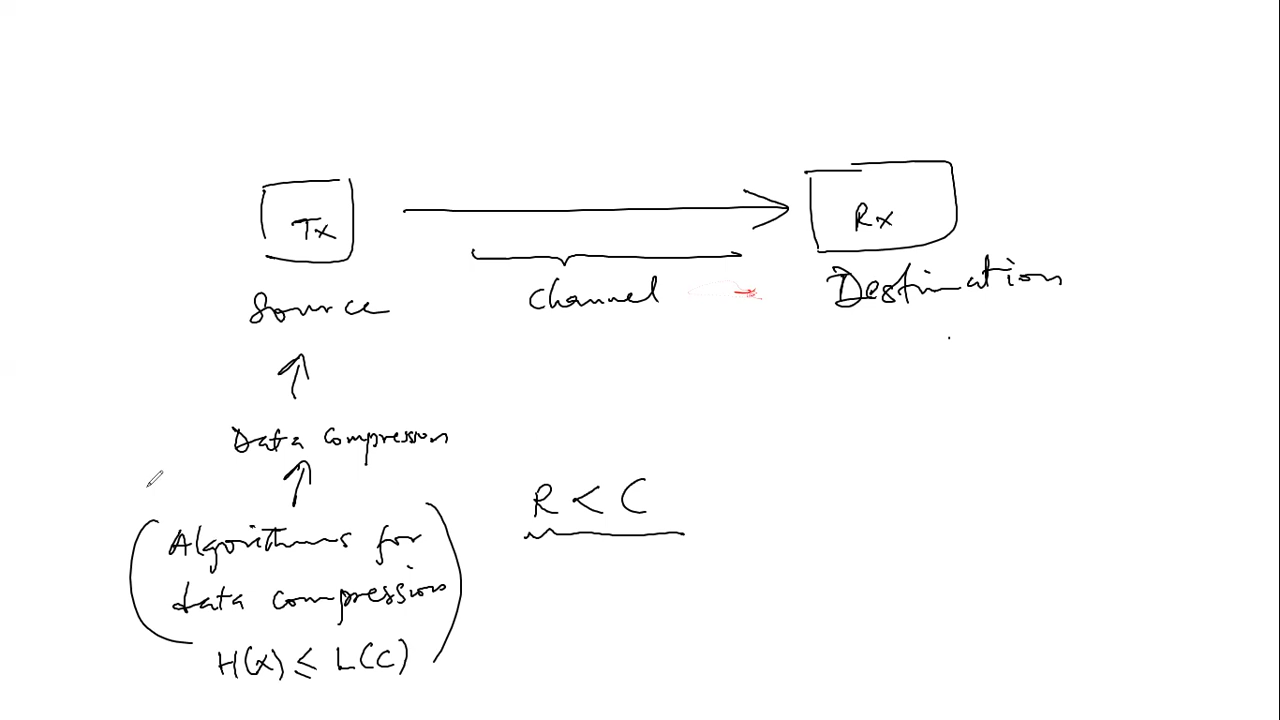 Tx
Rx
Source
Channel
Destination
Data compression
Algorithms for
data compression
H(X) ≤ L(C)
R < C